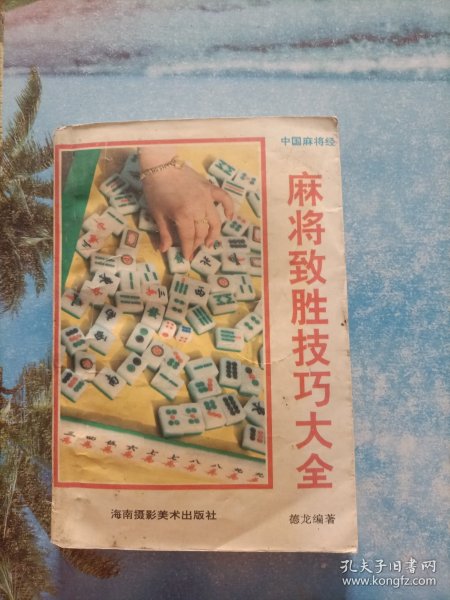 中国麻将经
麻将致胜技巧大全
海南摄影美术出版社
德龙编著
孔夫子旧书网
www.kongfz.com